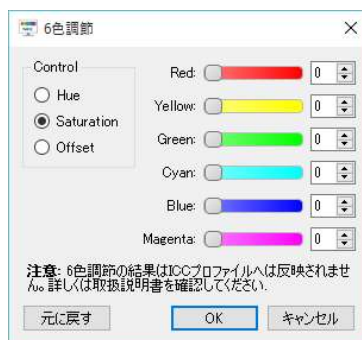 6色調節
Control
Hue
Saturation
Offset
Red: 0
Yellow: 0
Green: 0
Cyan: 0
Blue: 0
Magenta: 0
注意: 6色調節の結果はICCプロファイルへは反映されませ
ん。詳しくは取扱説明書を確認してください.
元に戻す
OK
キャンセル